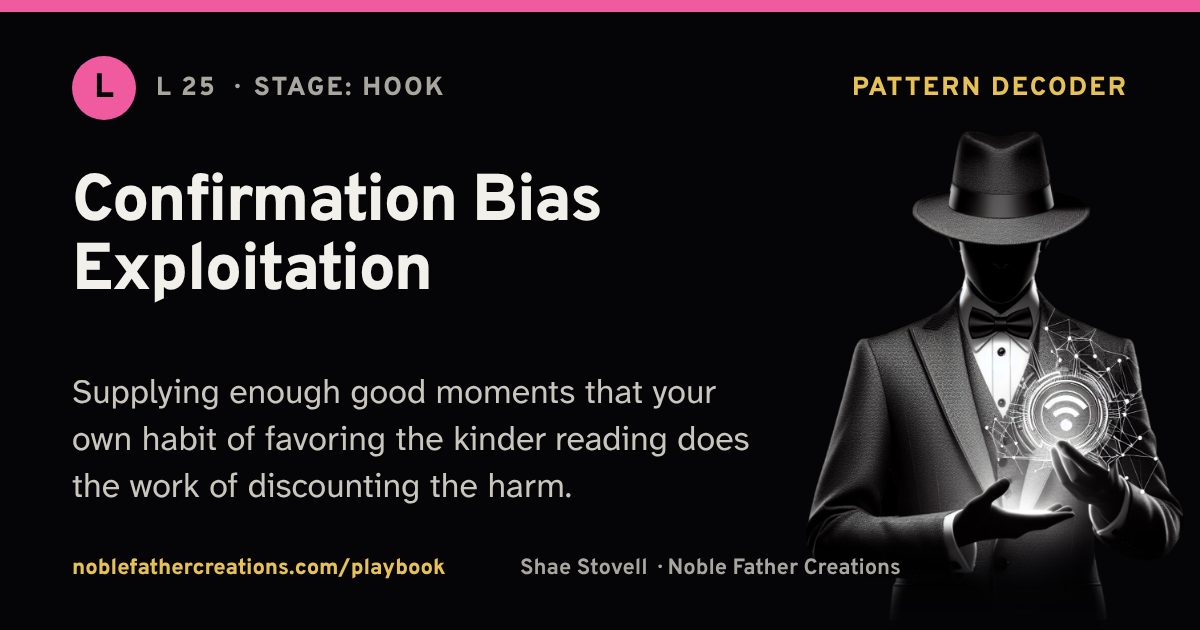 L
L 25 · STAGE: HOOK
PATTERN DECODER
Confirmation Bias
Exploitation
Supplying enough good moments that your
own habit of favoring the kinder reading does
the work of discounting the harm.
noblefathercreations.com/playbook
Shae Stovell · Noble Father Creations